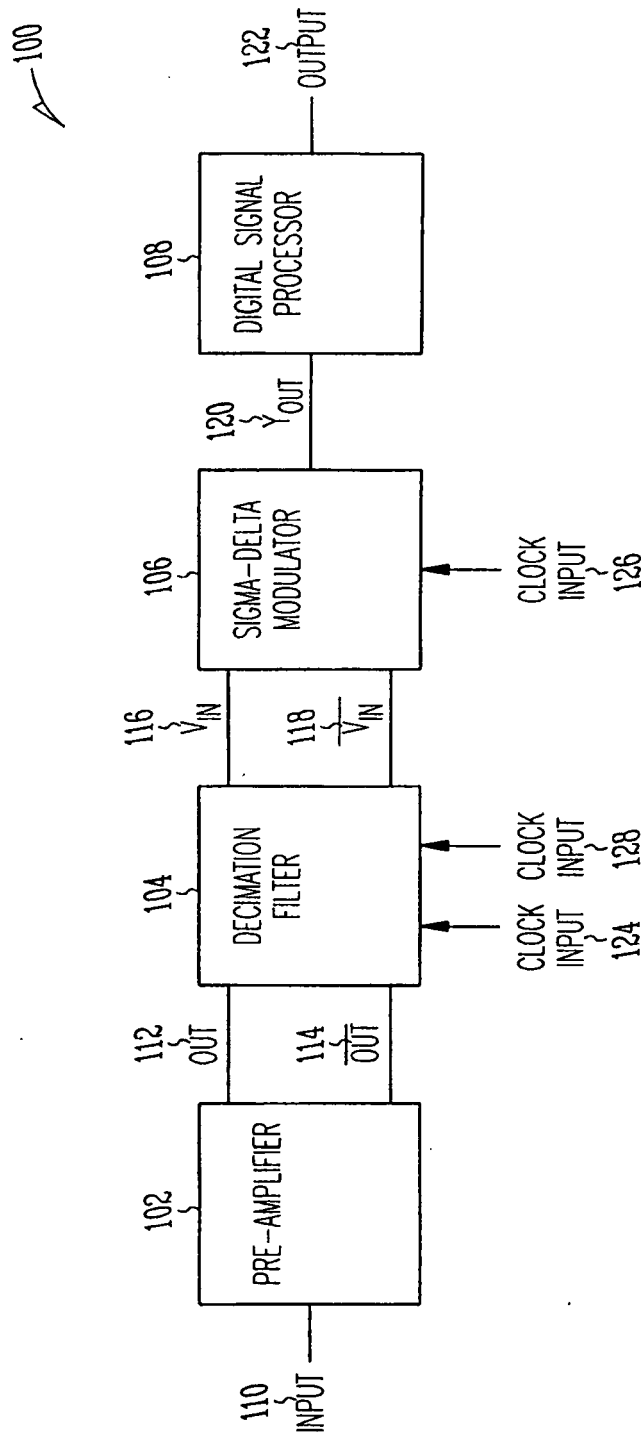 100
110
INPUT
102
PRE-AMPLIFIER
112
OUT
114
OUT
104
DECIMATION
FILTER
CLOCK
INPUT
124
CLOCK
INPUT
128
116
VIN
118
VIN
106
SIGMA-DELTA
MODULATOR
CLOCK
INPUT
126
120
YOUT
108
DIGITAL SIGNAL
PROCESSOR
122
OUTPUT